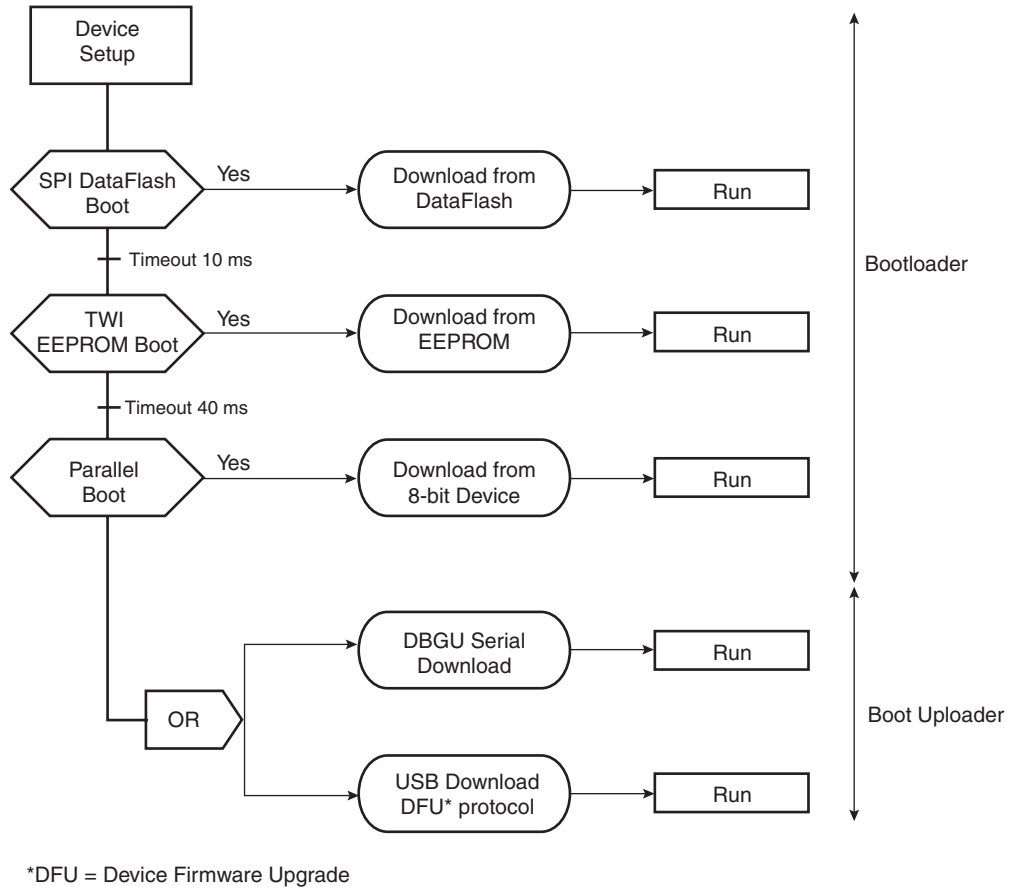 Device
Setup
SPI DataFlash
Boot
Yes
Download from
DataFlash
Run
Timeout 10 ms
Bootloader
TWI
EEPROM Boot
Yes
Download from
EEPROM
Run
Timeout 40 ms
Parallel
Boot
Yes
Download from
8-bit Device
Run
DBGU Serial
Download
Run
OR
Boot Uploader
USB Download
DFU* protocol
Run
*DFU = Device Firmware Upgrade